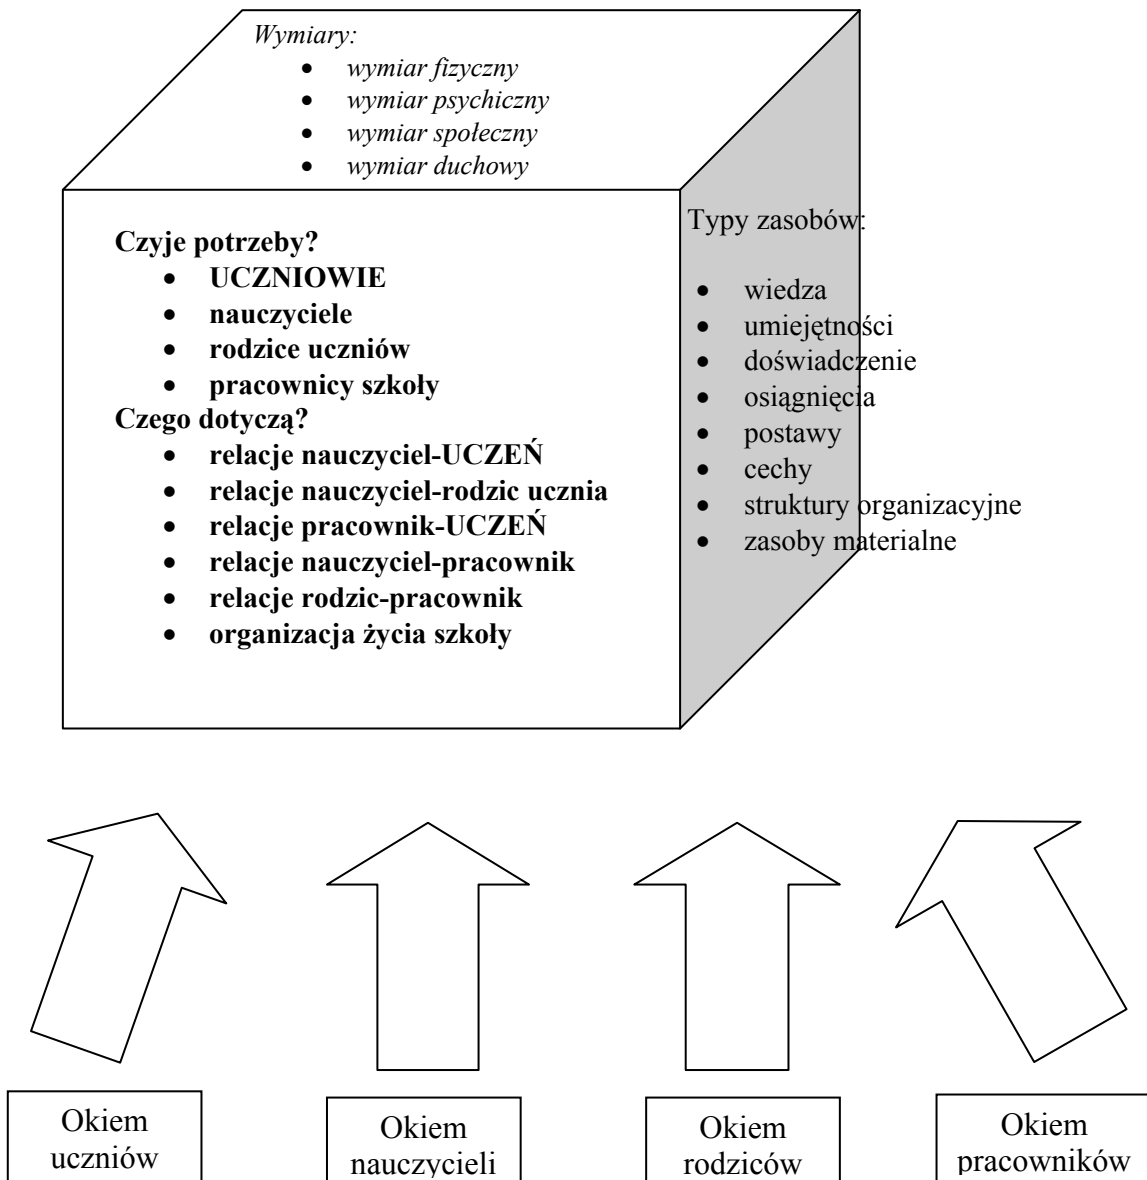 Wymiary:
• wymiar fizyczny
• wymiar psychiczny
• wymiar społeczny
• wymiar duchowy
Czyje potrzeby?
• UCZNIOWIE
• nauczyciele
• rodzice uczniów
• pracownicy szkoły
Czego dotyczą?
• relacje nauczyciel-UCZEŃ
• relacje nauczyciel-rodzic ucznia
• relacje pracownik-UCZEŃ
• relacje nauczyciel-pracownik
• relacje rodzic-pracownik
• organizacja życia szkoły
Typy zasobów:
• wiedza
• umiejętności
• doświadczenie
• osiągnięcia
• postawy
• cechy
• struktury organizacyjne
• zasoby materialne
Okiem
uczniów
Okiem
nauczycieli
Okiem
rodziców
Okiem
pracowników